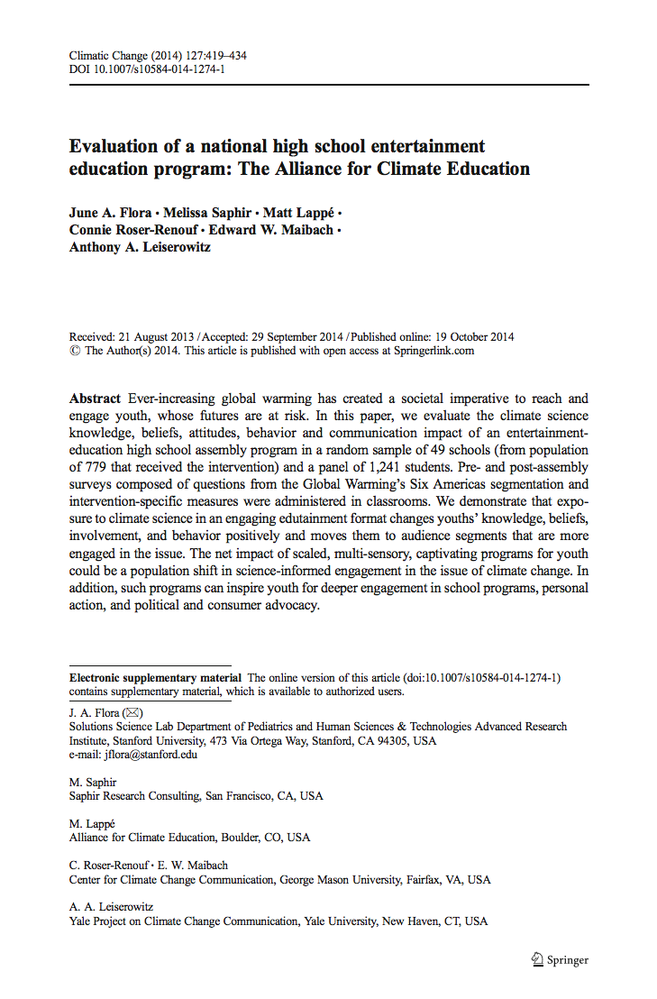 Climatic Change (2014) 127:419–434
DOI 10.1007/s10584-014-1274-1
Evaluation of a national high school entertainment
education program: The Alliance for Climate Education
June A. Flora · Melissa Saphir · Matt Lappé ·
Connie Roser-Renouf · Edward W. Maibach ·
Anthony A. Leiserowitz
Received: 21 August 2013 / Accepted: 29 September 2014 / Published online: 19 October 2014
© The Author(s) 2014. This article is published with open access at Springerlink.com
Abstract Ever-increasing global warming has created a societal imperative to reach and
engage youth, whose futures are at risk. In this paper, we evaluate the climate science
knowledge, beliefs, attitudes, behavior and communication impact of an entertainment-
education high school assembly program in a random sample of 49 schools (from population
of 779 that received the intervention) and a panel of 1,241 students. Pre- and post-assembly
surveys composed of questions from the Global Warming's Six Americas segmentation and
intervention-specific measures were administered in classrooms. We demonstrate that expo-
sure to climate science in an engaging edutainment format changes youths' knowledge, beliefs,
involvement, and behavior positively and moves them to audience segments that are more
engaged in the issue. The net impact of scaled, multi-sensory, captivating programs for youth
could be a population shift in science-informed engagement in the issue of climate change. In
addition, such programs can inspire youth for deeper engagement in school programs, personal
action, and political and consumer advocacy.
Electronic supplementary material The online version of this article (doi:10.1007/s10584-014-1274-1)
contains supplementary material, which is available to authorized users.
J. A. Flora (✉)
Solutions Science Lab Department of Pediatrics and Human Sciences & Technologies Advanced Research
Institute, Stanford University, 473 Via Ortega Way, Stanford, CA 94305, USA
e-mail: jflora@stanford.edu
M. Saphir
Saphir Research Consulting, San Francisco, CA, USA
M. Lappé
Alliance for Climate Education, Boulder, CO, USA
C. Roser-Renouf · E. W. Maibach
Center for Climate Change Communication, George Mason University, Fairfax, VA, USA
A. A. Leiserowitz
Yale Project on Climate Change Communication, Yale University, New Haven, CT, USA
Springer